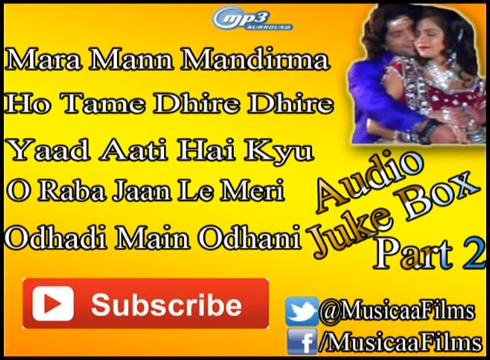 mp3
SURROUND
Mara Mann Mandirma
Ho Tame Dhire Dhire
Yaad Aati Hai Kyu
O Raba Jaan Le Meri
Odhadi Main Odhani
Audio
Juke Box
Part 2
Subscribe
@MusicaaFilms
/MusicaaFilms